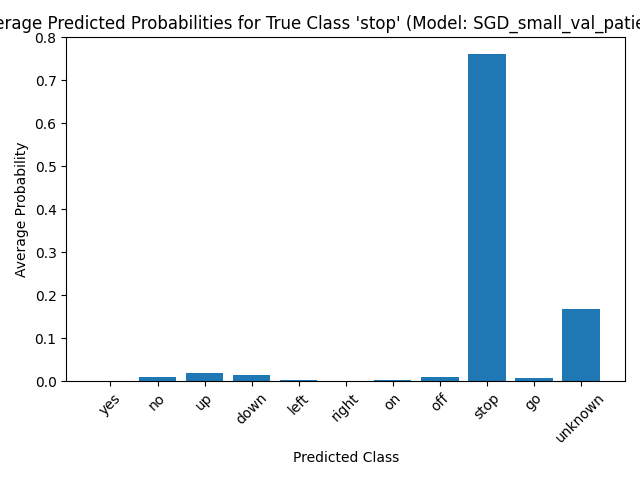 erage Predicted Probabilities for True Class 'stop' (Model: SGD_small_val_patie
0.8
0.7
0.6
0.5
0.4
0.3
0.2
0.1
0.0
Average Probability
yes
no
up
down
left
right
on
off
stop
go
unknown
Predicted Class